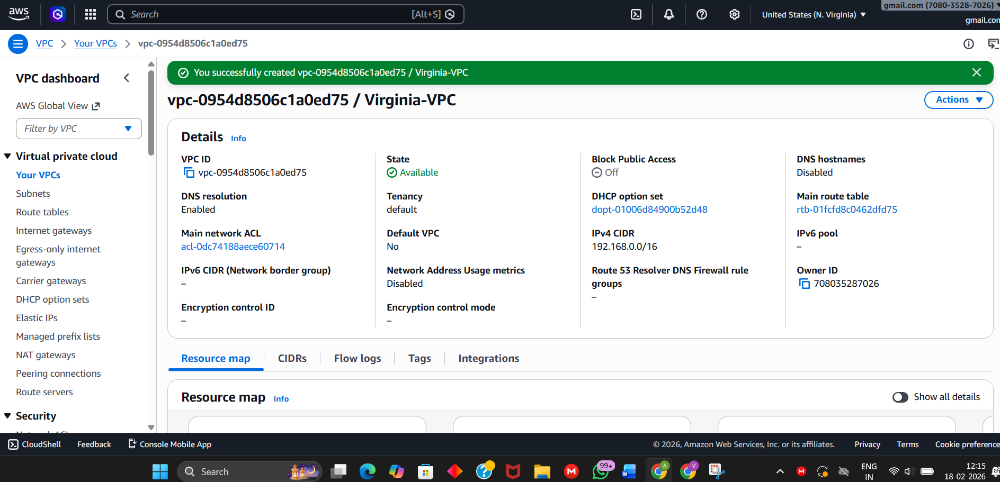 aws
Search
[Alt+S]
United States (N. Virginia)
gmail.com (7080-3528-7026)
gmail.con
VPC
Your VPCs
vpc-0954d8506c1a0ed75
VPC dashboard
AWS Global View
Filter by VPC
Virtual private cloud
Your VPCs
Subnets
Route tables
Internet gateways
Egress-only internet
gateways
Carrier gateways
DHCP option sets
Elastic IPs
Managed prefix lists
NAT gateways
Peering connections
Route servers
Security
You successfully created vpc-0954d8506c1a0ed75 / Virginia-VPC
vpc-0954d8506c1a0ed75 / Virginia-VPC
Actions
Details Info
VPC ID
vpc-0954d8506c1a0ed75
State
Available
Block Public Access
Off
DNS hostnames
Disabled
DNS resolution
Enabled
Tenancy
default
DHCP option set
dopt-01006d84900b52d48
Main route table
rtb-01fcfd8c0462dfd75
Main network ACL
acl-0dc74188aece60714
Default VPC
No
IPv4 CIDR
192.168.0.0/16
IPv6 pool
–
IPv6 CIDR (Network border group)
–
Network Address Usage metrics
Disabled
Route 53 Resolver DNS Firewall rule
groups
–
Owner ID
708035287026
Encryption control ID
–
Encryption control mode
–
Resource map
CIDRs
Flow logs
Tags
Integrations
Resource map Info
Show all details
CloudShell
Feedback
Console Mobile App
© 2026, Amazon Web Services, Inc. or its affiliates.
Privacy
Terms
Cookie preference
Search
99+
A
V
ENG
IN
12:15
18-02-2026